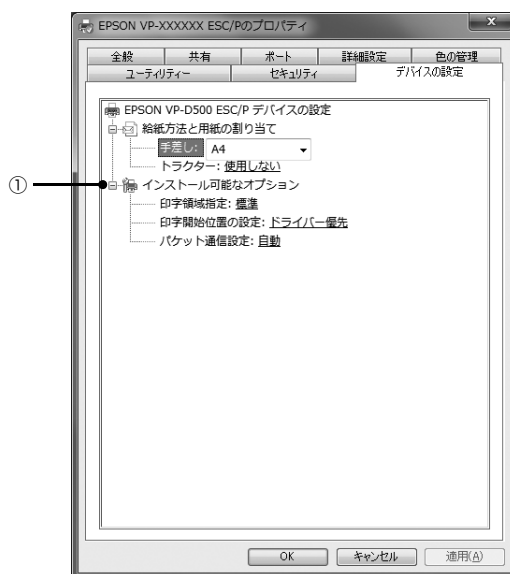 EPSON VP-XXXXXX ESC/Pのプロパティ
x
全般 共有 ポート 詳細設定 色の管理
ユーティリティー セキュリティ デバイスの設定
EPSON VP-D500 ESC/P デバイスの設定
給紙方法と用紙の割り当て
手差し: A4
トラクター: 使用しない
① インストール可能なオプション
印字領域指定: 標準
印字開始位置の設定: ドライバー優先
パケット通信設定: 自動
OK キャンセル 適用(A)